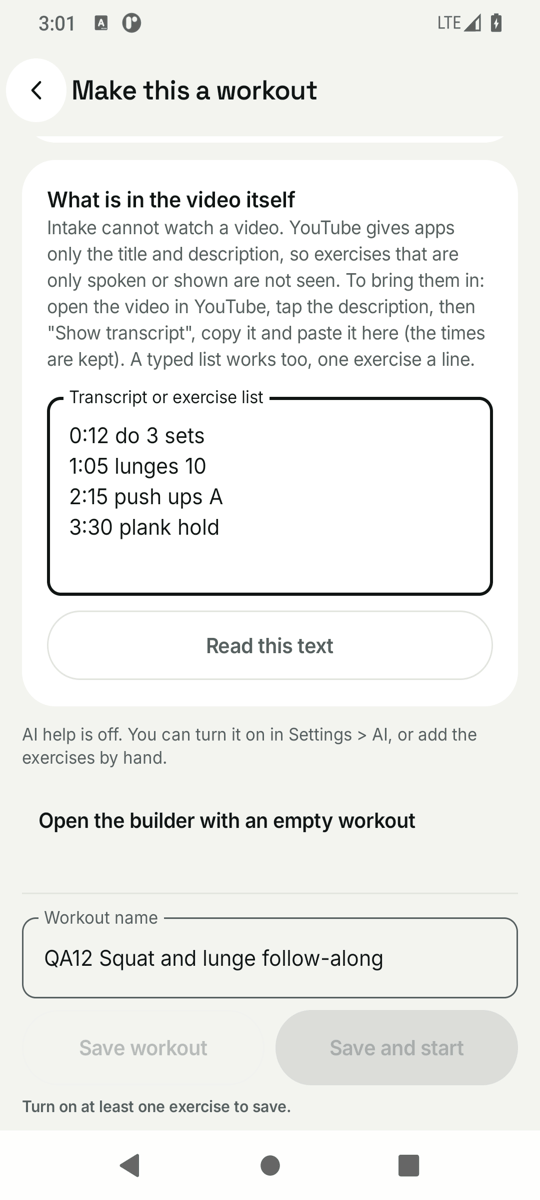 3:01
LTE
Make this a workout
What is in the video itself
Intake cannot watch a video. YouTube gives apps
only the title and description, so exercises that are
only spoken or shown are not seen. To bring them in:
open the video in YouTube, tap the description, then
"Show transcript", copy it and paste it here (the times
are kept). A typed list works too, one exercise a line.
Transcript or exercise list
0:12 do 3 sets
1:05 lunges 10
2:15 push ups A
3:30 plank hold
Read this text
AI help is off. You can turn it on in Settings > AI, or add the
exercises by hand.
Open the builder with an empty workout
Workout name
QA12 Squat and lunge follow-along
Save workout
Save and start
Turn on at least one exercise to save.